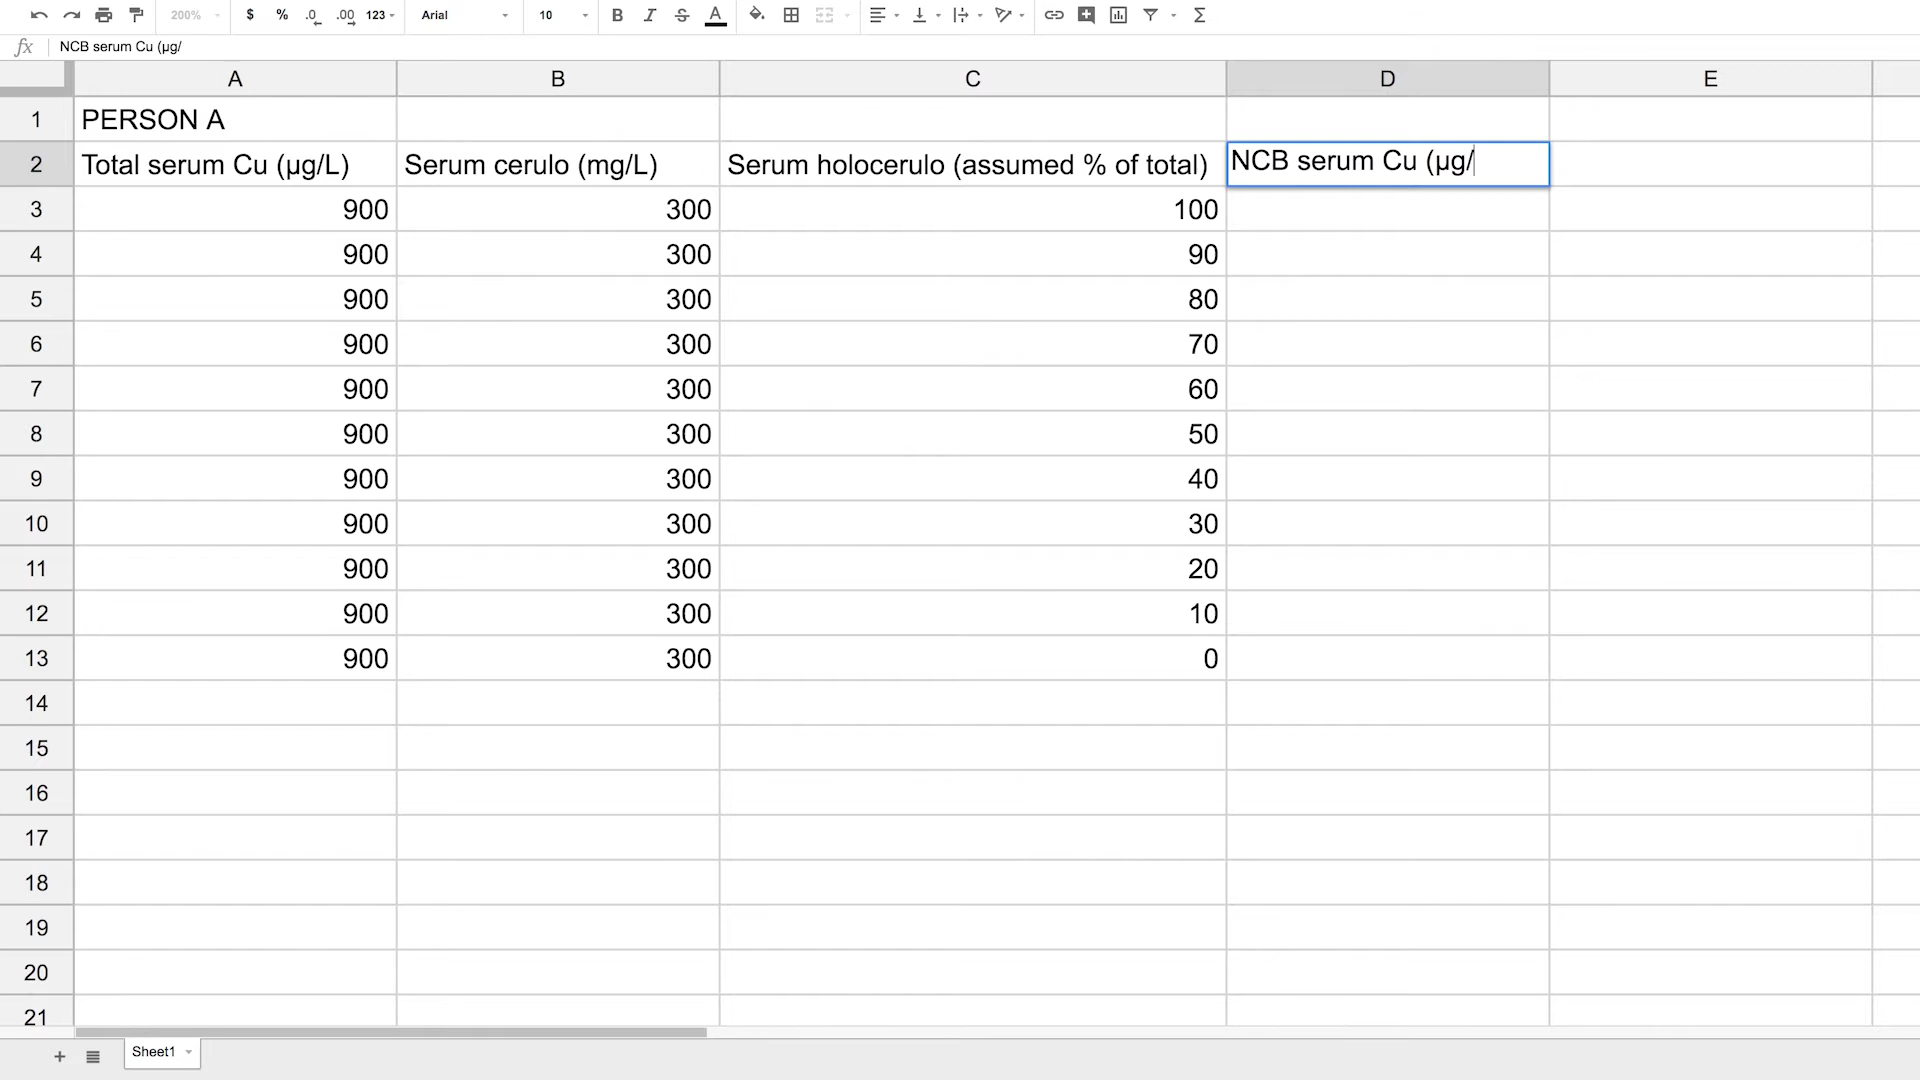 200% $ % .0 .00 123 Arial 10 B I S A
fx NCB serum Cu (µg/
A B C D E
1 PERSON A
2 Total serum Cu (µg/L) Serum cerulo (mg/L) Serum holocerulo (assumed % of total) NCB serum Cu (µg/
3 900 300 100
4 900 300 90
5 900 300 80
6 900 300 70
7 900 300 60
8 900 300 50
9 900 300 40
10 900 300 30
11 900 300 20
12 900 300 10
13 900 300 0
14
15
16
17
18
19
20
21
+ Sheet1